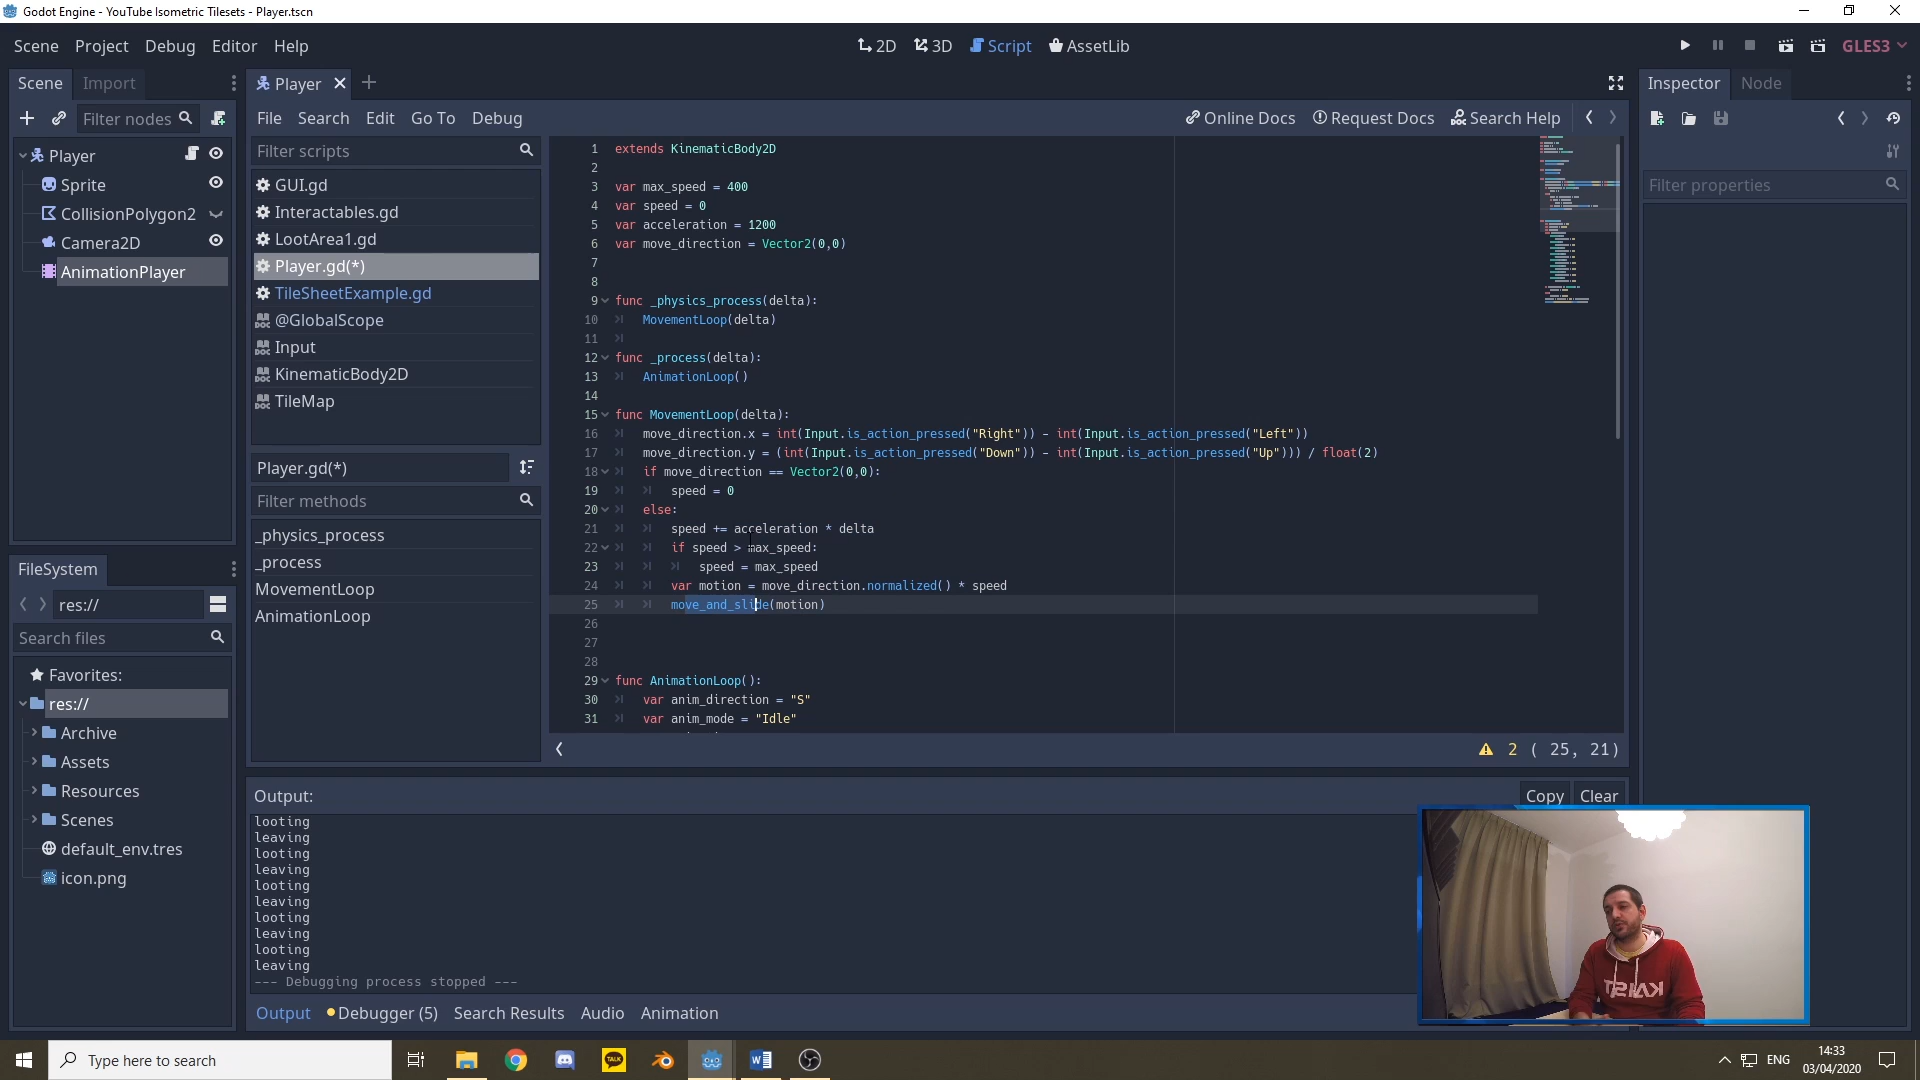 Godot Engine - YouTube Isometric Tilesets - Player.tscn
Scene Project Debug Editor Help
2D 3D Script AssetLib
GLES3
Scene Import
Filter nodes
Player
Sprite
CollisionPolygon2
Camera2D
AnimationPlayer
FileSystem
res://
Search files
Favorites:
res://
Archive
Assets
Resources
Scenes
default_env.tres
icon.png
Player
File Search Edit Go To Debug
Online Docs Request Docs Search Help
Filter scripts
GUI.gd
Interactables.gd
LootArea1.gd
Player.gd(*)
TileSheetExample.gd
@GlobalScope
Input
KinematicBody2D
TileMap
Player.gd(*)
Filter methods
_physics_process
_process
MovementLoop
AnimationLoop
1 extends KinematicBody2D
2
3 var max_speed = 400
4 var speed = 0
5 var acceleration = 1200
6 var move_direction = Vector2(0,0)
7
8
9 func _physics_process(delta):
10 MovementLoop(delta)
11
12 func _process(delta):
13 AnimationLoop()
14
15 func MovementLoop(delta):
16 move_direction.x = int(Input.is_action_pressed("Right")) - int(Input.is_action_pressed("Left"))
17 move_direction.y = (int(Input.is_action_pressed("Down")) - int(Input.is_action_pressed("Up"))) / float(2)
18 if move_direction == Vector2(0,0):
19 speed = 0
20 else:
21 speed += acceleration * delta
22 if speed > max_speed:
23 speed = max_speed
24 var motion = move_direction.normalized() * speed
25 move_and_slide(motion)
26
27
28
29 func AnimationLoop():
30 var anim_direction = "S"
31 var anim_mode = "Idle"
2 ( 25, 21)
Output:
Copy Clear
looting
leaving
looting
leaving
looting
leaving
looting
leaving
looting
leaving
--- Debugging process stopped ---
Output Debugger (5) Search Results Audio Animation
Inspector Node
Filter properties
Type here to search
TALK
ENG
14:33
03/04/2020